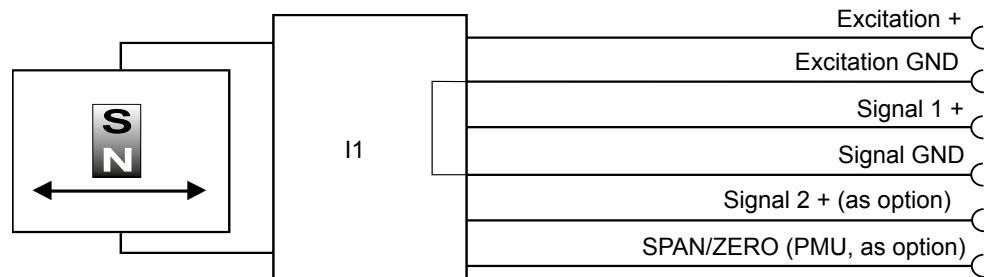 Excitation +
Excitation GND
S
Signal 1 +
N
I1
Signal GND
Signal 2 + (as option)
SPAN/ZERO (PMU, as option)